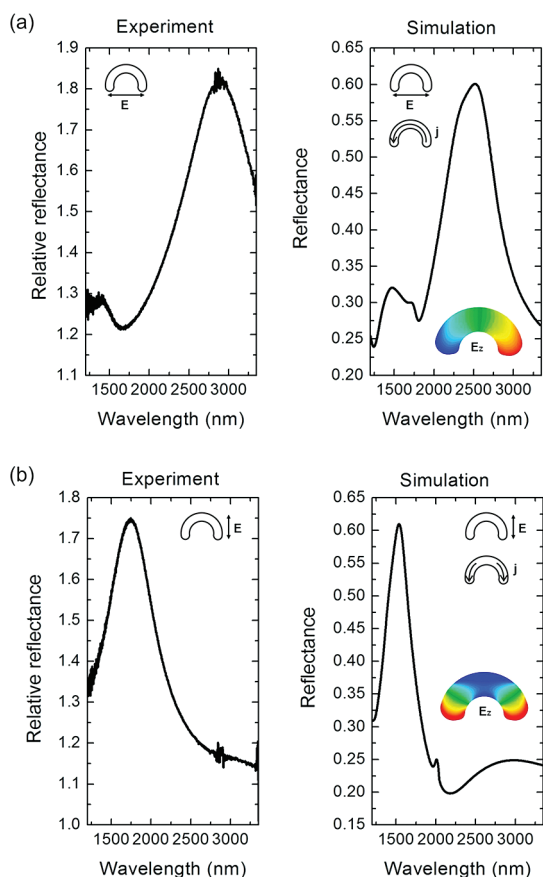 (a)
Experiment
Relative reflectance
1.9
1.8
1.7
1.6
1.5
1.4
1.3
1.2
1.1
E
1500 2000 2500 3000
Wavelength (nm)
Simulation
Reflectance
0.65
0.60
0.55
0.50
0.45
0.40
0.35
0.30
0.25
0.20
E
j
Ez
1500 2000 2500 3000
Wavelength (nm)
(b)
Experiment
Relative reflectance
1.8
1.7
1.6
1.5
1.4
1.3
1.2
1.1
1.0
E
1500 2000 2500 3000
Wavelength (nm)
Simulation
Reflectance
0.65
0.60
0.55
0.50
0.45
0.40
0.35
0.30
0.25
0.20
0.15
E
j
Ez
1500 2000 2500 3000
Wavelength (nm)